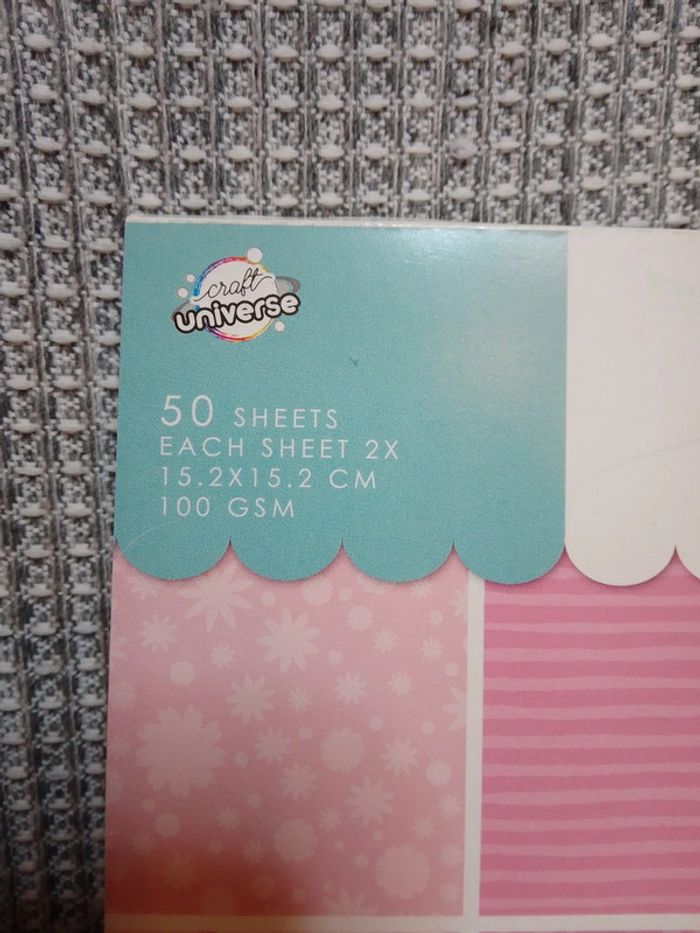 craft
universe
50 SHEETS
EACH SHEET 2X
15.2X15.2 CM
100 GSM